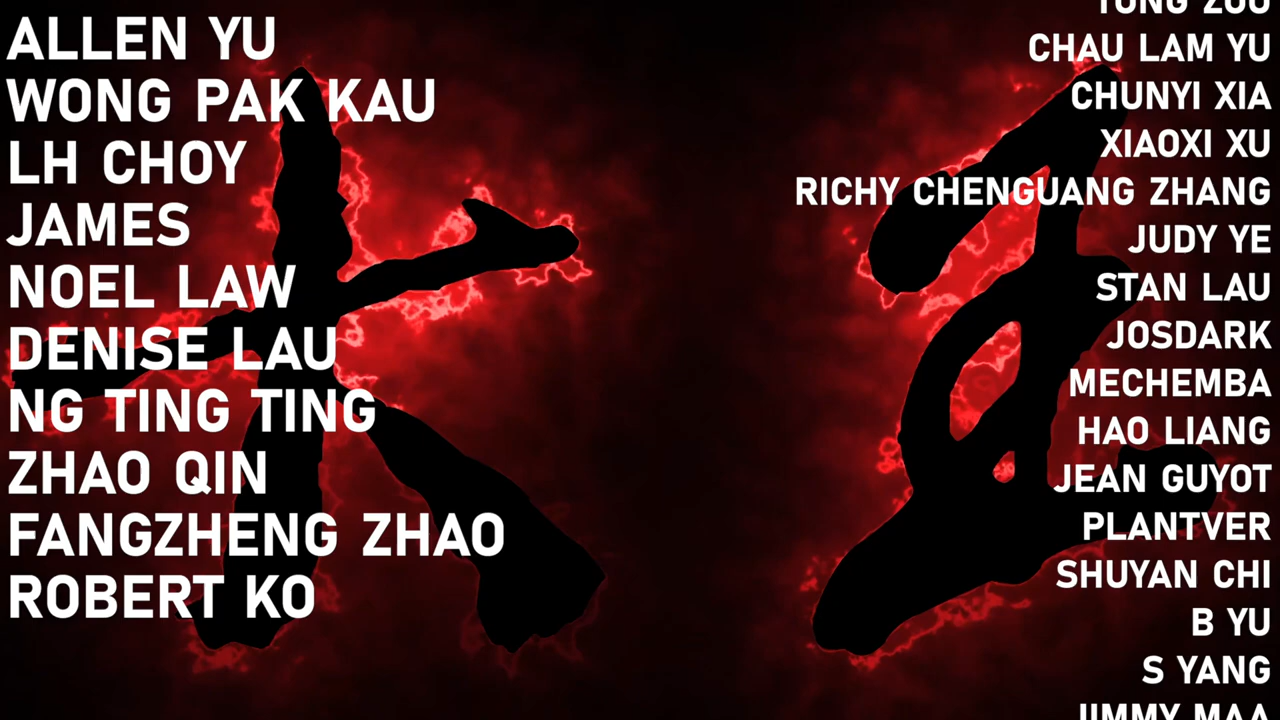 ALLEN YU
WONG PAK KAU
LH CHOY
JAMES
NOEL LAW
DENISE LAU
NG TING TING
ZHAO QIN
FANGZHENG ZHAO
ROBERT KO
大
CHAU LAM YU
CHUNYI XIA
XIAOXI XU
RICHY CHENGUANG ZHANG
JUDY YE
STAN LAU
JOSDARK
MECHEMBA
HAO LIANG
JEAN GUYOT
PLANTVER
SHUYAN CHI
B YU
S YANG
JIMMY